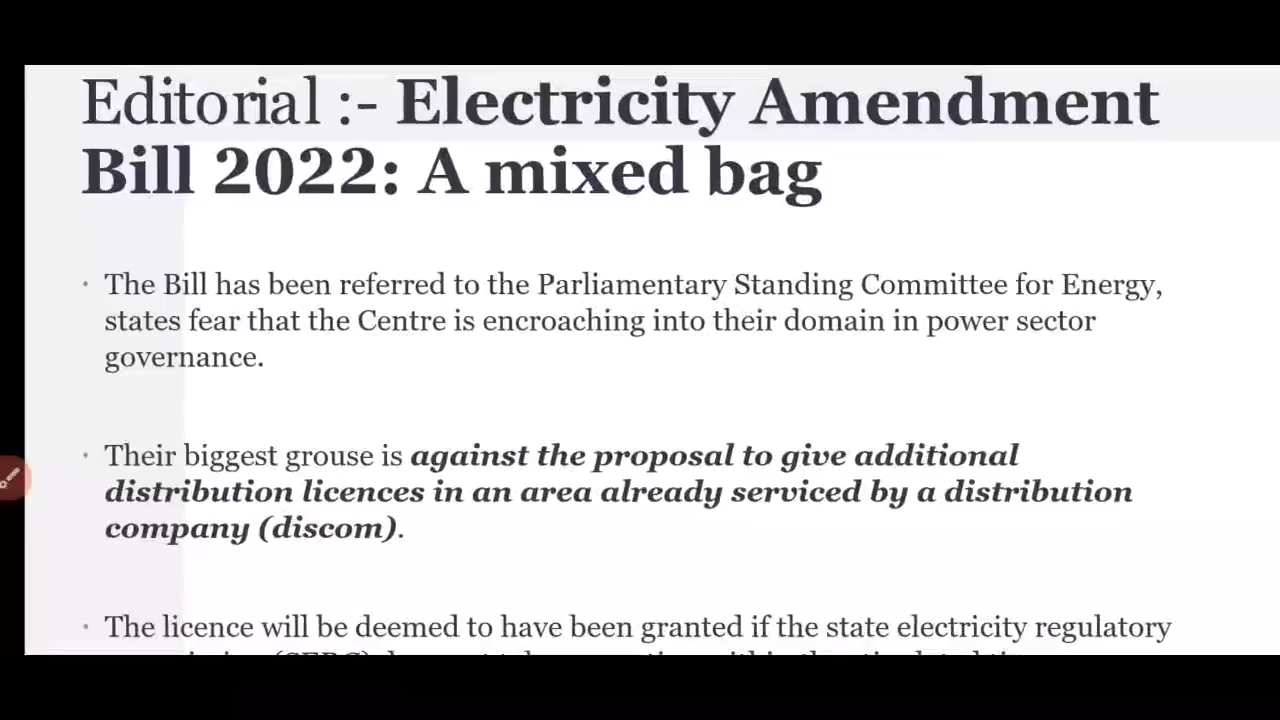 Editorial :- Electricity Amendment
Bill 2022: A mixed bag
· The Bill has been referred to the Parliamentary Standing Committee for Energy,
states fear that the Centre is encroaching into their domain in power sector
governance.
· Their biggest grouse is against the proposal to give additional
distribution licences in an area already serviced by a distribution
company (discom).
· The licence will be deemed to have been granted if the state electricity regulatory